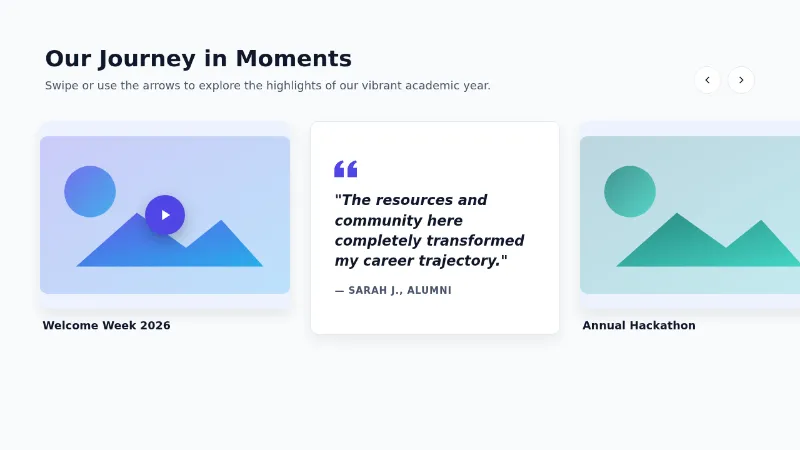 Our Journey in Moments
Swipe or use the arrows to explore the highlights of our vibrant academic year.
"The resources and
community here
completely transformed
my career trajectory."
— SARAH J., ALUMNI
Welcome Week 2026
Annual Hackathon